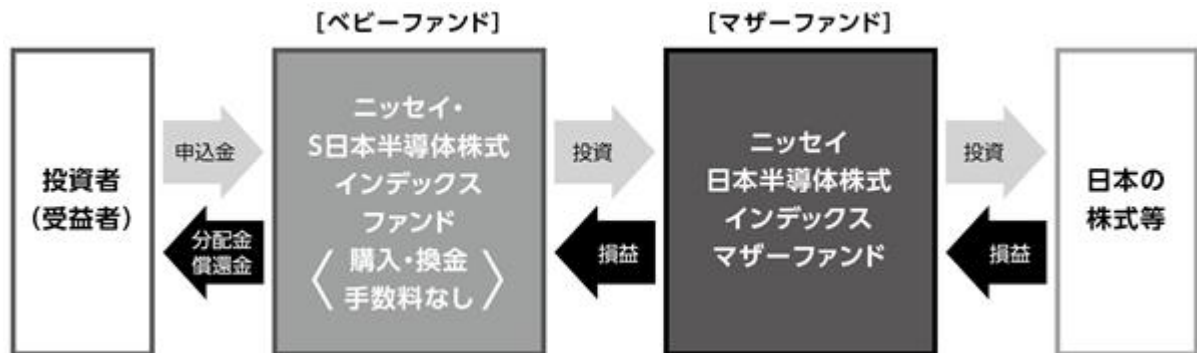 [ベビーファンド]
[マザーファンド]
投資者
(受益者)
申込金
分配金
償還金
ニッセイ・
S日本半導体株式
インデックス
ファンド
〈購入・換金
手数料なし〉
投資
損益
ニッセイ
日本半導体株式
インデックス
マザーファンド
投資
損益
日本の
株式等